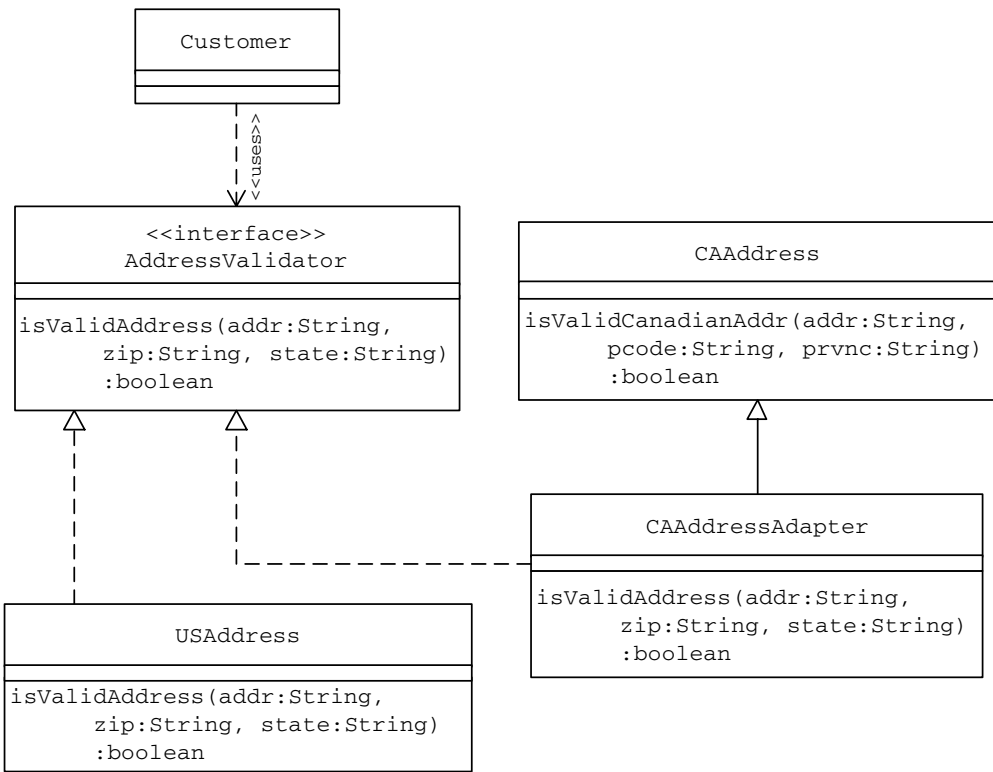 Customer
<<uses>>
<<interface>>
AddressValidator
isValidAddress(addr:String,
zip:String, state:String)
:boolean
CAAddress
isValidCanadianAddr(addr:String,
pcode:String, prvnc:String)
:boolean
CAAddressAdapter
isValidAddress(addr:String,
zip:String, state:String)
:boolean
USAddress
isValidAddress(addr:String,
zip:String, state:String)
:boolean